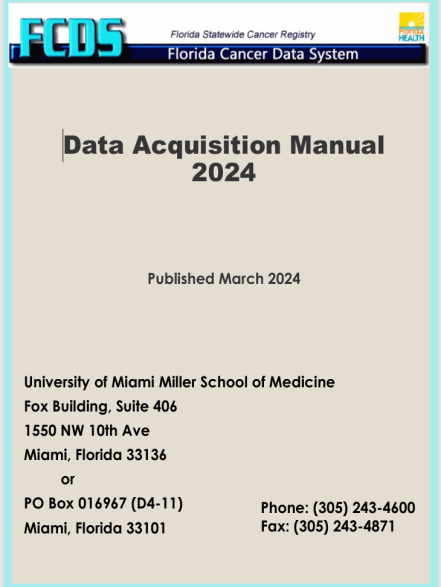 FCDS
Florida Statewide Cancer Registry
Florida
HEALTH
Florida Cancer Data System
Data Acquisition Manual
2024
Published March 2024
University of Miami Miller School of Medicine
Fox Building, Suite 406
1550 NW 10th Ave
Miami, Florida 33136
or
PO Box 016967 (D4-11)
Miami, Florida 33101
Phone: (305) 243-4600
Fax: (305) 243-4871